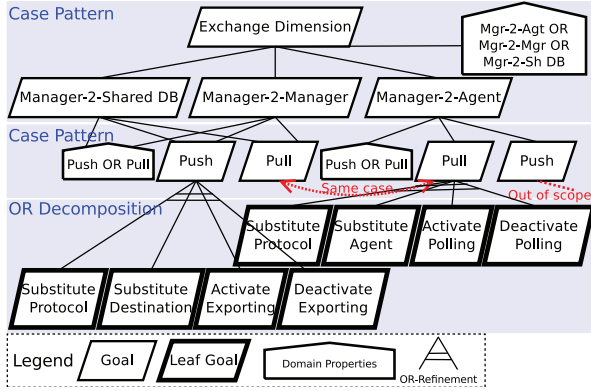 Case Pattern
Exchange Dimension
Mgr-2-Agt OR
Mgr-2-Mgr OR
Mgr-2-Sh DB
Manager-2-Shared DB
Manager-2-Manager
Manager-2-Agent
Case Pattern
Push OR Pull
Push
Pull
Push OR Pull
Pull
Push
Same case
Out of scope
OR Decomposition
Substitute
Protocol
Substitute
Agent
Activate
Polling
Deactivate
Polling
Substitute
Protocol
Substitute
Destination
Activate
Exporting
Deactivate
Exporting
Legend
Goal
Leaf Goal
Domain Properties
OR-Refinement